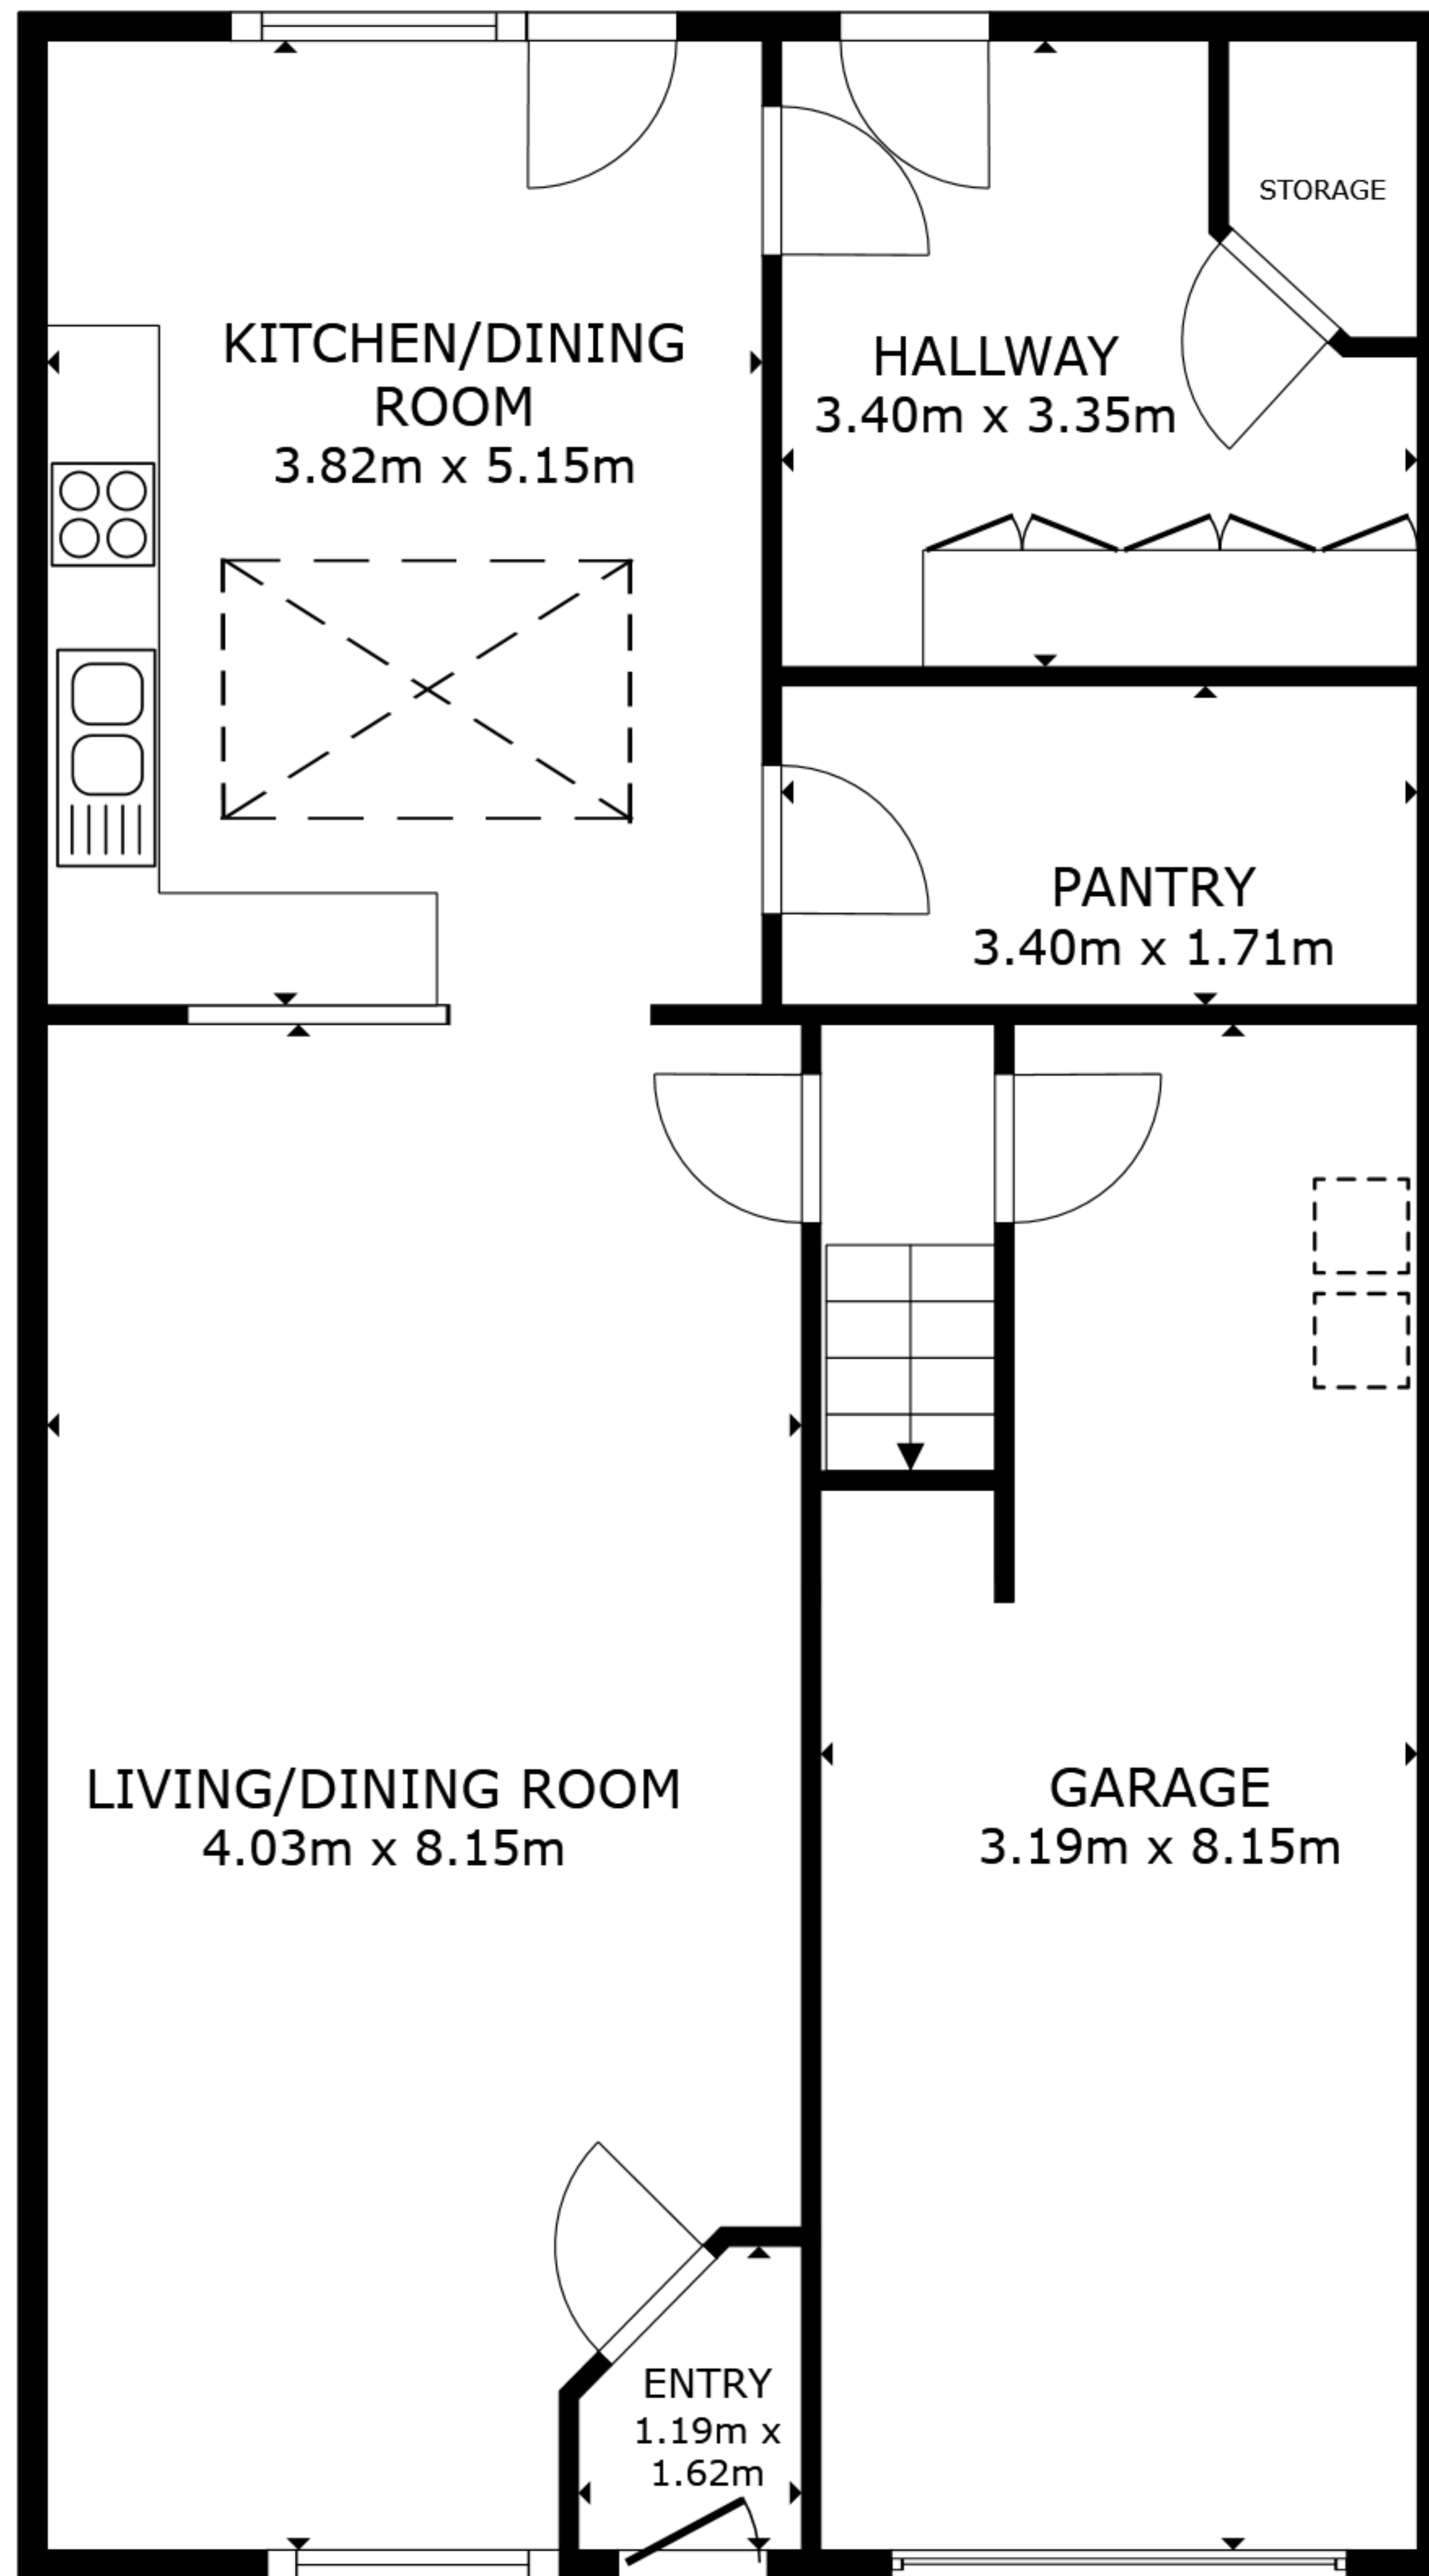 STORAGE
KITCHEN/DINING
ROOM
3.82m x 5.15m
HALLWAY
3.40m x 3.35m
PANTRY
3.40m x 1.71m
LIVING/DINING ROOM
4.03m x 8.15m
GARAGE
3.19m x 8.15m
ENTRY
1.19m x
1.62m